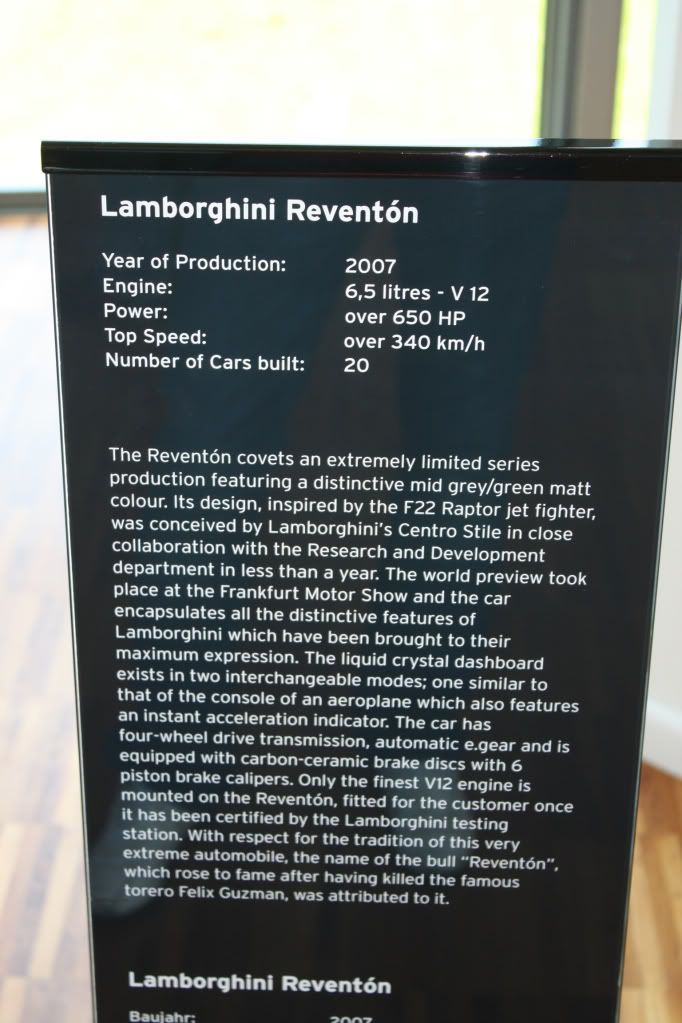 Lamborghini Reventón
Year of Production: 2007
Engine: 6,5 litres - V 12
Power: over 650 HP
Top Speed: over 340 km/h
Number of Cars built: 20
The Reventón covets an extremely limited series
production featuring a distinctive mid grey/green matt
colour. Its design, inspired by the F22 Raptor jet fighter,
was conceived by Lamborghini's Centro Stile in close
collaboration with the Research and Development
department in less than a year. The world preview took
place at the Frankfurt Motor Show and the car
encapsulates all the distinctive features of
Lamborghini which have been brought to their
maximum expression. The liquid crystal dashboard
exists in two interchangeable modes; one similar to
that of the console of an aeroplane which also features
an instant acceleration indicator. The car has
four-wheel drive transmission, automatic e.gear and is
equipped with carbon-ceramic brake discs with 6
piston brake calipers. Only the finest V12 engine is
mounted on the Reventón, fitted for the customer once
it has been certified by the Lamborghini testing
station. With respect for the tradition of this very
extreme automobile, the name of the bull “Reventón”,
which rose to fame after having killed the famous
torero Felix Guzman, was attributed to it.
Lamborghini Reventón
Baujahr: 2007